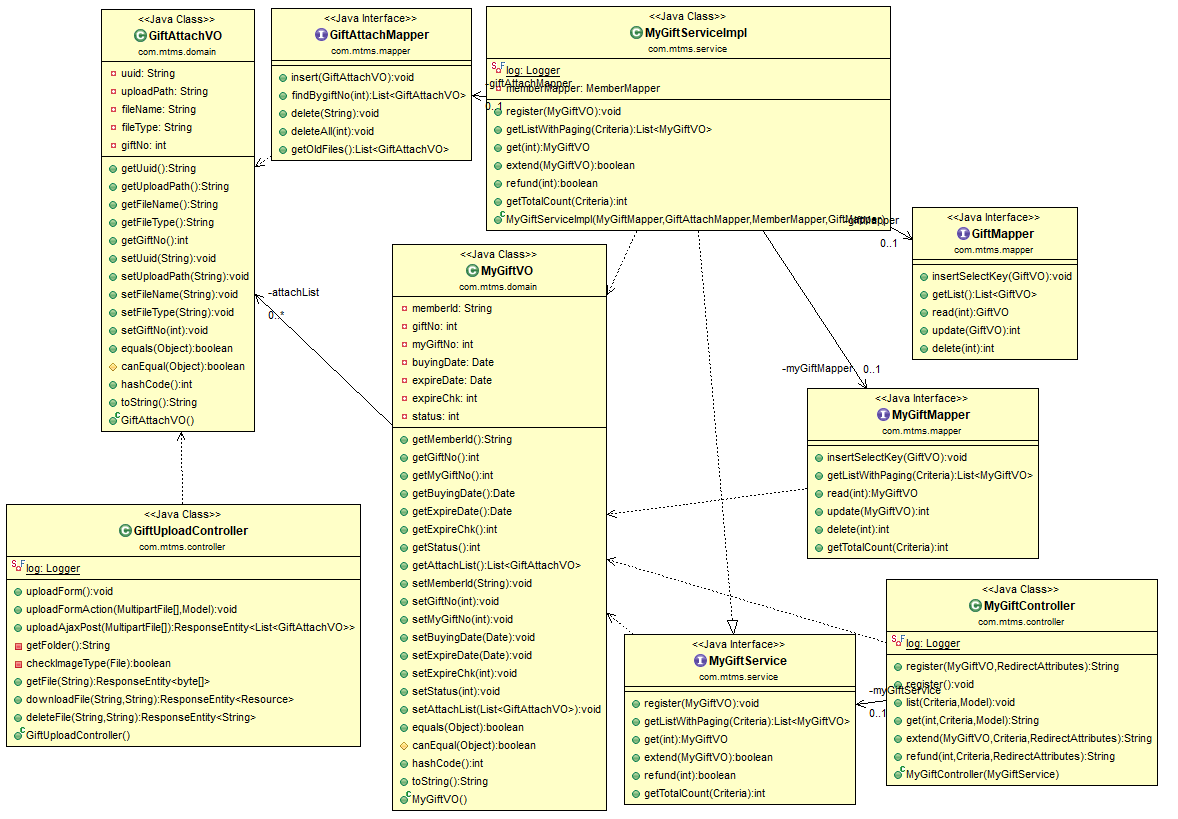 <<Java Class>>
GiftAttachVO
com.mtms.domain
uuid: String
uploadPath: String
fileName: String
fileType: String
giftNo: int
getUuid():String
getUploadPath():String
getFileName():String
getFileType():String
getGiftNo():int
setUuid(String):void
setUploadPath(String):void
setFileName(String):void
setFileType(String):void
setGiftNo(int):void
equals(Object):boolean
canEqual(Object):boolean
hashCode():int
toString():String
GiftAttachVO()
<<Java Interface>>
GiftAttachMapper
com.mtms.mapper
insert(GiftAttachVO):void
findBygiftNo(int):List<GiftAttachVO>
delete(String):void
deleteAll(int):void
getOldFiles():List<GiftAttachVO>
<<Java Class>>
MyGiftServiceImpl
com.mtms.service
log: Logger
-giftAttachMapper
memberMapper: MemberMapper
0..1
register(MyGiftVO):void
getListWithPaging(Criteria):List<MyGiftVO>
get(int):MyGiftVO
extend(MyGiftVO):boolean
refund(int):boolean
getTotalCount(Criteria):int
MyGiftServiceImpl(MyGiftMapper,GiftAttachMapper,MemberMapper,GiftMapper)
-giftMapper
0..1
<<Java Interface>>
GiftMapper
com.mtms.mapper
insertSelectKey(GiftVO):void
getList():List<GiftVO>
read(int):GiftVO
update(GiftVO):int
delete(int):int
<<Java Class>>
MyGiftVO
com.mtms.domain
memberId: String
giftNo: int
myGiftNo: int
buyingDate: Date
expireDate: Date
expireChk: int
status: int
getMemberId():String
getGiftNo():int
getMyGiftNo():int
getBuyingDate():Date
getExpireDate():Date
getExpireChk():int
getStatus():int
getAttachList():List<GiftAttachVO>
setMemberId(String):void
setGiftNo(int):void
setMyGiftNo(int):void
setBuyingDate(Date):void
setExpireDate(Date):void
setExpireChk(int):void
setStatus(int):void
setAttachList(List<GiftAttachVO>):void
equals(Object):boolean
canEqual(Object):boolean
hashCode():int
toString():String
MyGiftVO()
-attachList
0..*
-myGiftMapper
0..1
<<Java Interface>>
MyGiftMapper
com.mtms.mapper
insertSelectKey(GiftVO):void
getListWithPaging(Criteria):List<MyGiftVO>
read(int):MyGiftVO
update(MyGiftVO):int
delete(int):int
getTotalCount(Criteria):int
<<Java Class>>
GiftUploadController
com.mtms.controller
log: Logger
uploadForm():void
uploadFormAction(MultipartFile[],Model):void
uploadAjaxPost(MultipartFile[]):ResponseEntity<List<GiftAttachVO>>
getFolder():String
checkImageType(File):boolean
getFile(String):ResponseEntity<byte[]>
downloadFile(String,String):ResponseEntity<Resource>
deleteFile(String,String):ResponseEntity<String>
GiftUploadController()
<<Java Interface>>
MyGiftService
com.mtms.service
register(MyGiftVO):void
getListWithPaging(Criteria):List<MyGiftVO>
get(int):MyGiftVO
extend(MyGiftVO):boolean
refund(int):boolean
getTotalCount(Criteria):int
-myGiftService
0..1
<<Java Class>>
MyGiftController
com.mtms.controller
log: Logger
register(MyGiftVO,RedirectAttributes):String
register():void
list(Criteria,Model):void
get(int,Criteria,Model):String
extend(MyGiftVO,Criteria,RedirectAttributes):String
refund(int,Criteria,RedirectAttributes):String
MyGiftController(MyGiftService)